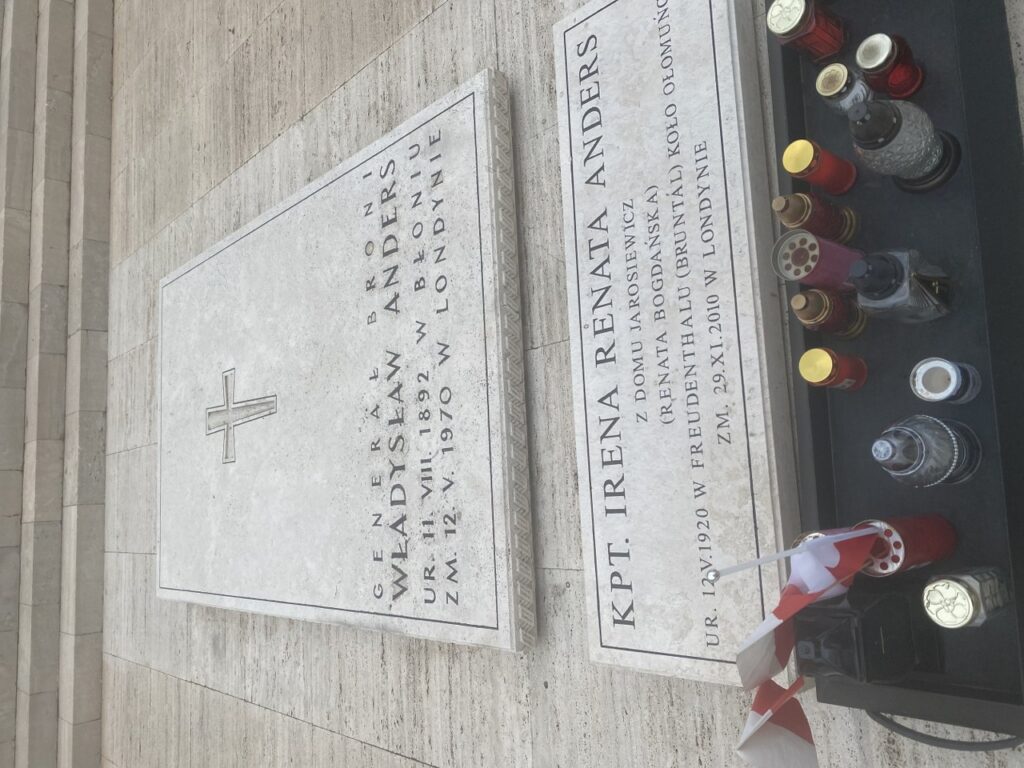 GENERAŁ BRONI
WŁADYSŁAW ANDERS
UR. 11. VIII. 1892 W BŁONIU
ZM. 12. V. 1970 W LONDYNIE
KPT. IRENA RENATA ANDERS
Z DOMU JAROSIEWICZ
(RENATA BOGDAŃSKA)
UR. 12.V.1920 W FREUDENTHALU (BRUNTÁL) KOŁO OŁOMUŃCA
ZM. 29.XI.2010 W LONDYNIE